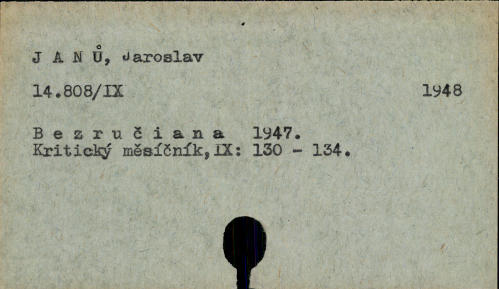 J A N Ů, Jaroslav
14.808/IX 1948
B e z r u č i a n a 1947.
Kritický měsíčník, IX: 130 - 134.